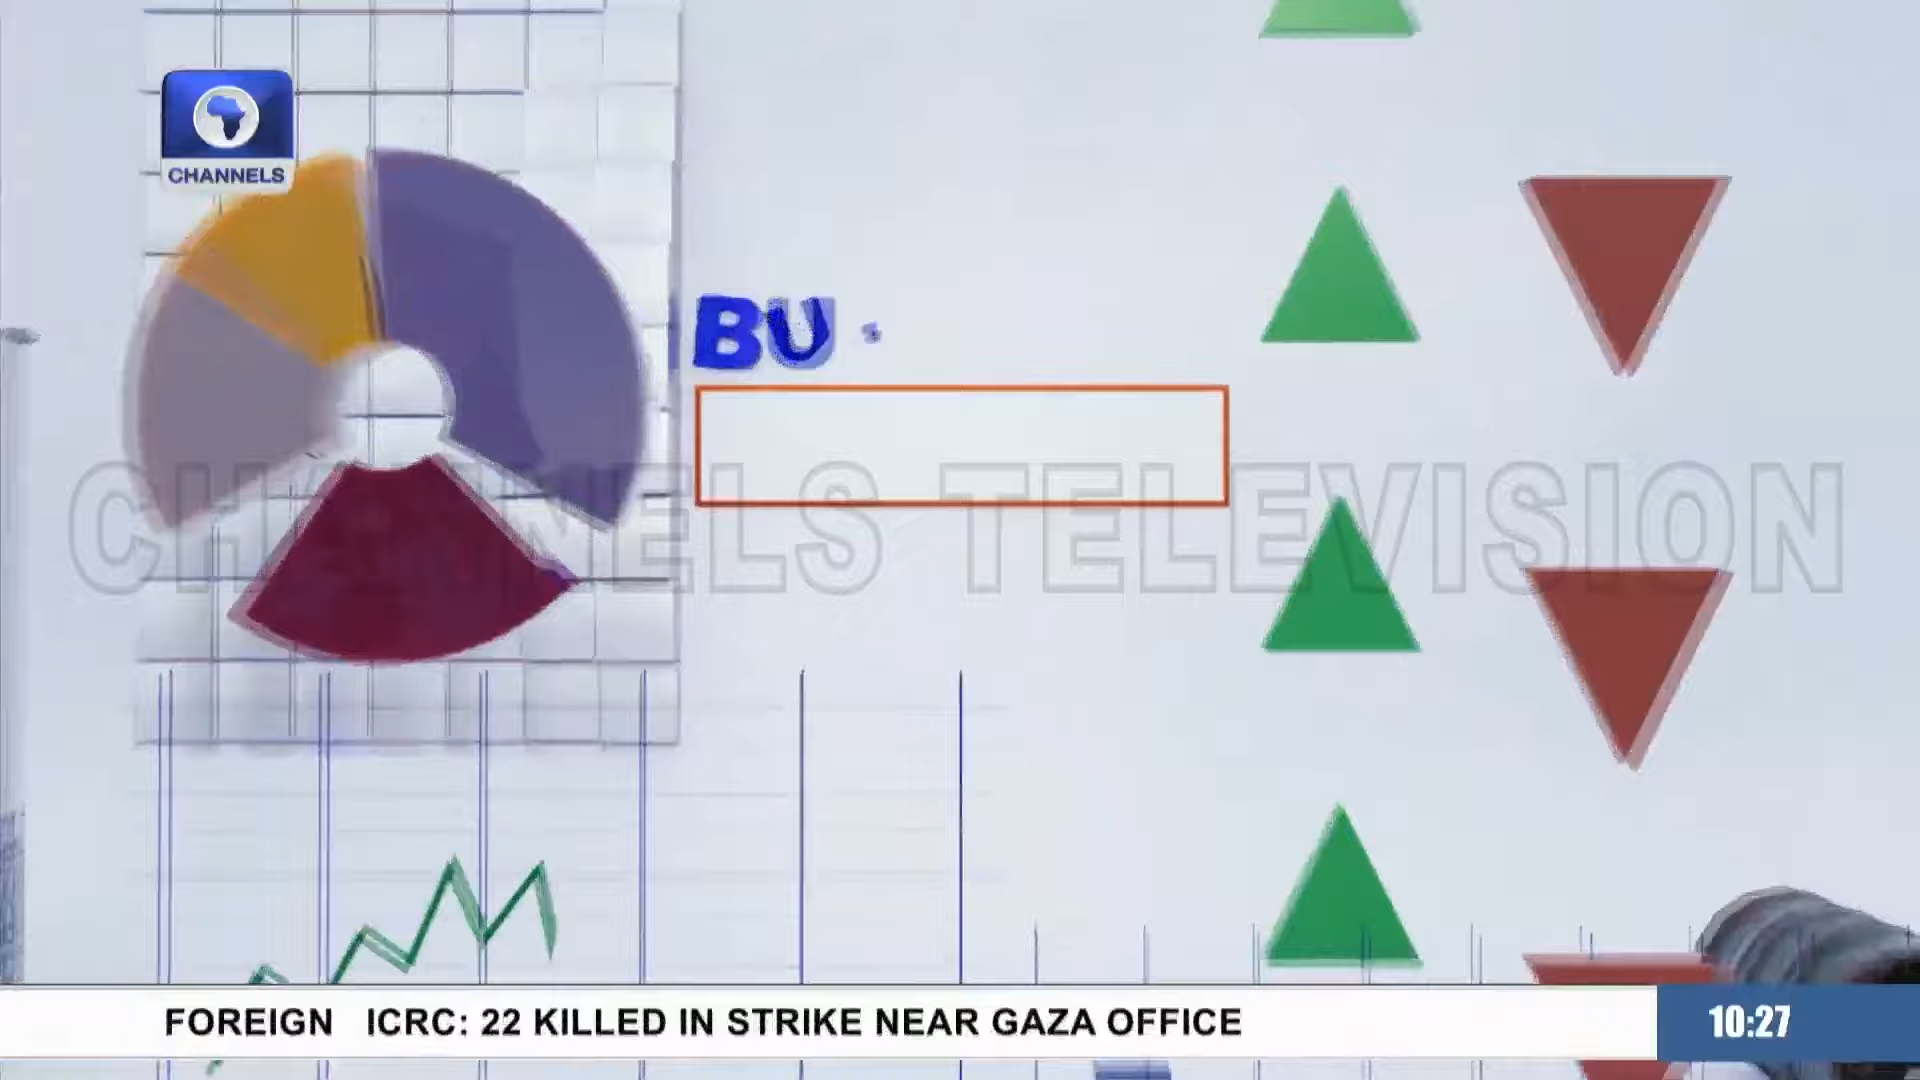 CHANNELS
BU
CHANNELS TELEVISION
FOREIGN ICRC: 22 KILLED IN STRIKE NEAR GAZA OFFICE
10:27